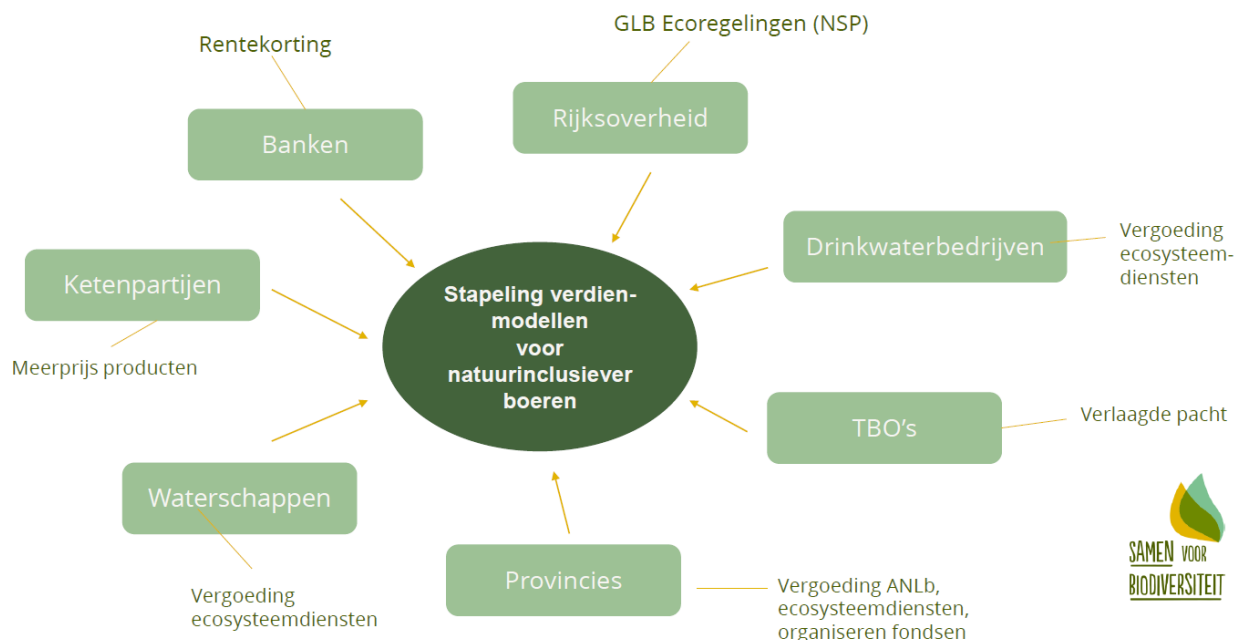 GLB Ecoregelingen (NSP)
Rentekorting
Rijksoverheid
Banken
Drinkwaterbedrijven
Vergoeding
ecosysteem-
diensten
Ketenpartijen
Meerprijs producten
Stapeling verdien-
modellen
voor
natuurinclusiever
boeren
TBO's
Verlaagde pacht
Waterschappen
Vergoeding
ecosysteemdiensten
Provincies
Vergoeding ANLb,
ecosysteemdiensten,
organiseren fondsen
SAMEN VOOR
BIODIVERSITEIT